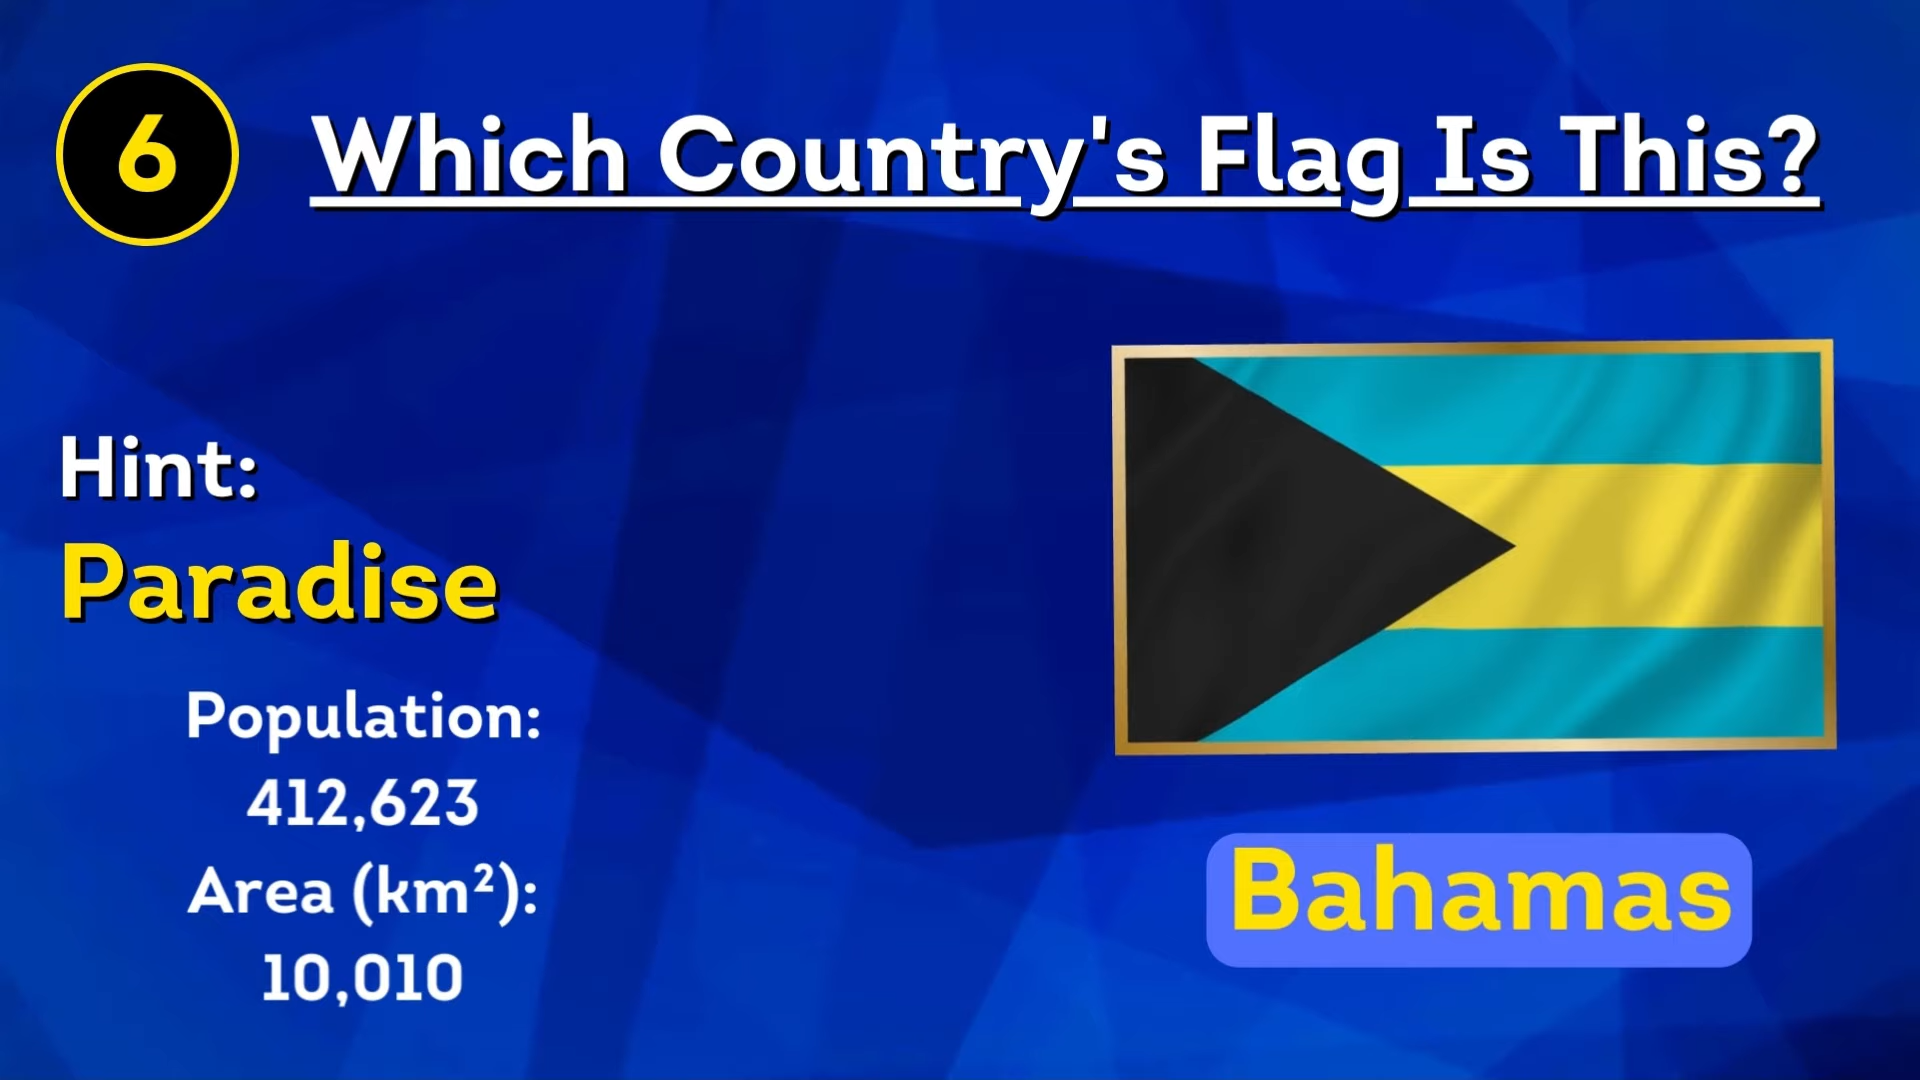 6
Which Country's Flag Is This?
Hint:
Paradise
Population:
412,623
Area (km²):
10,010
Bahamas